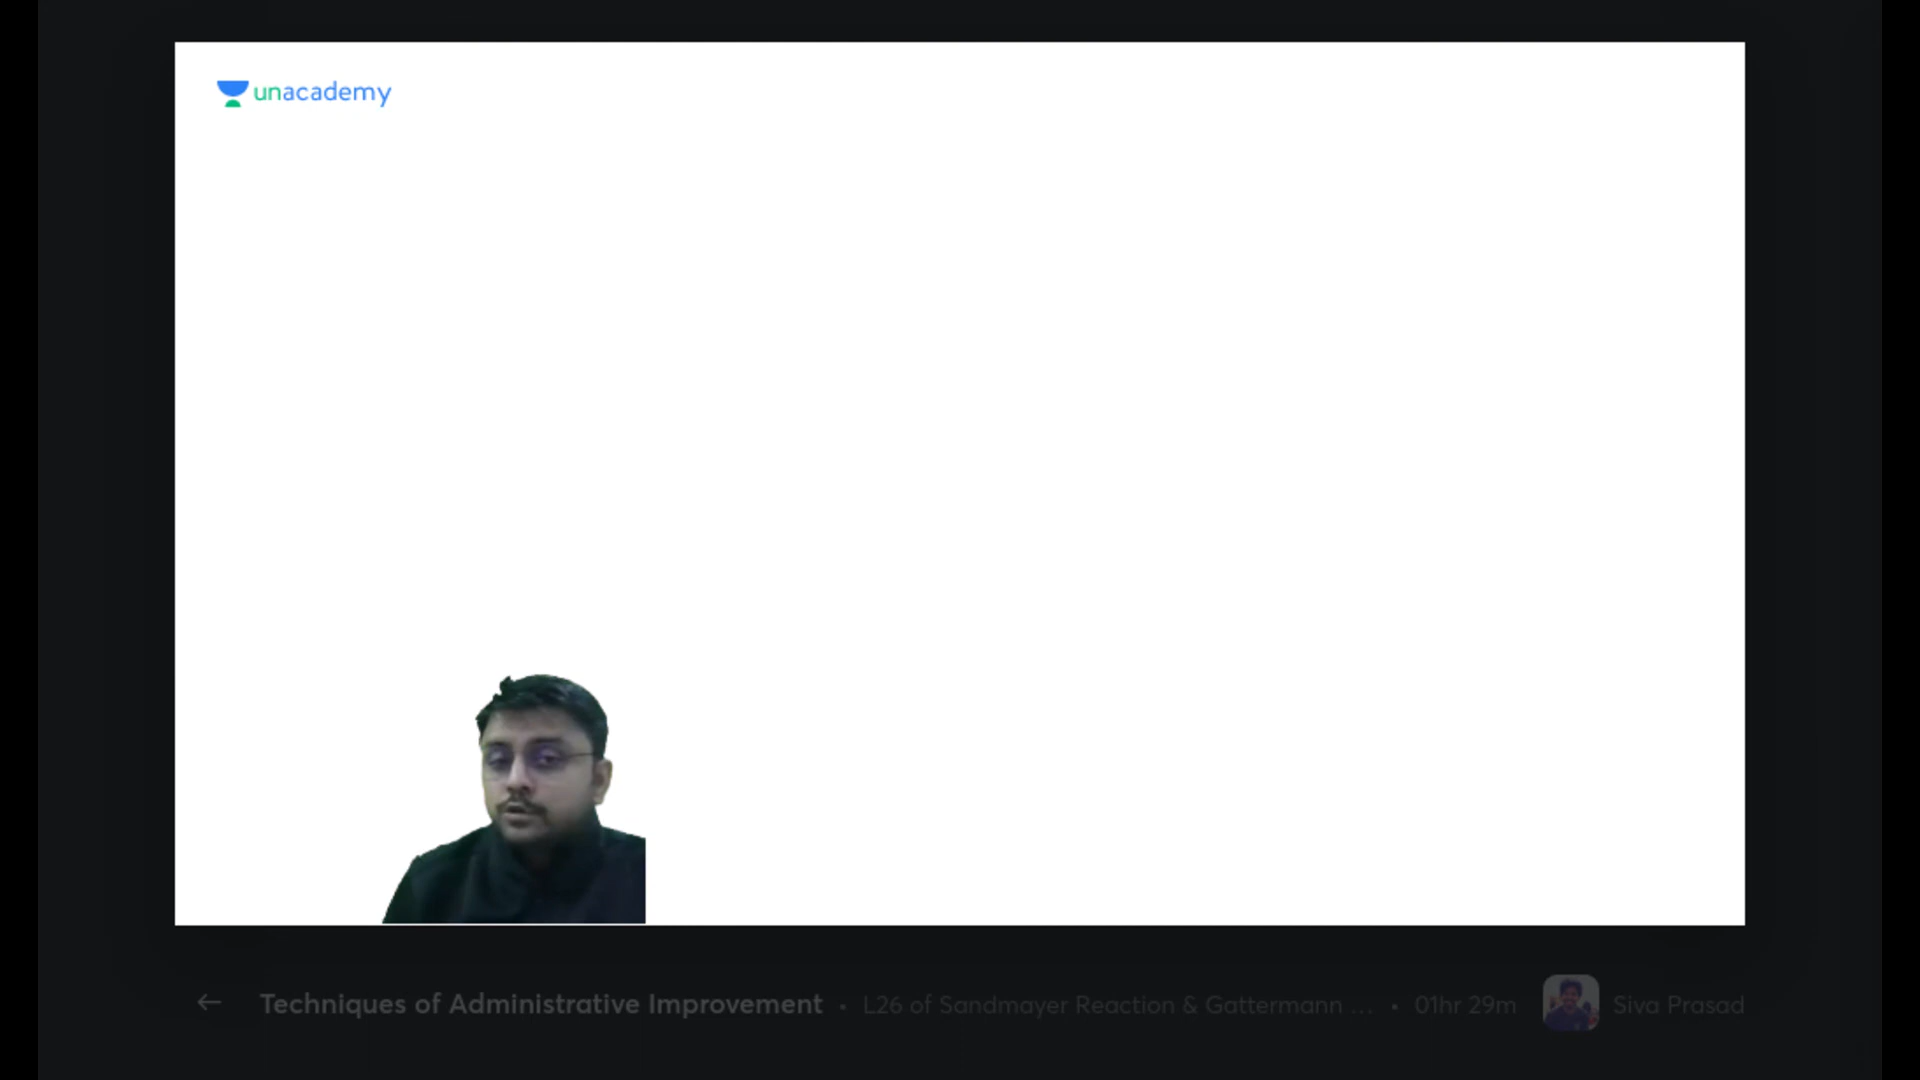 unacademy
← Techniques of Administrative Improvement • L26 of Sandmayer Reaction & Gattermann ... • 01hr 29m Siva Prasad